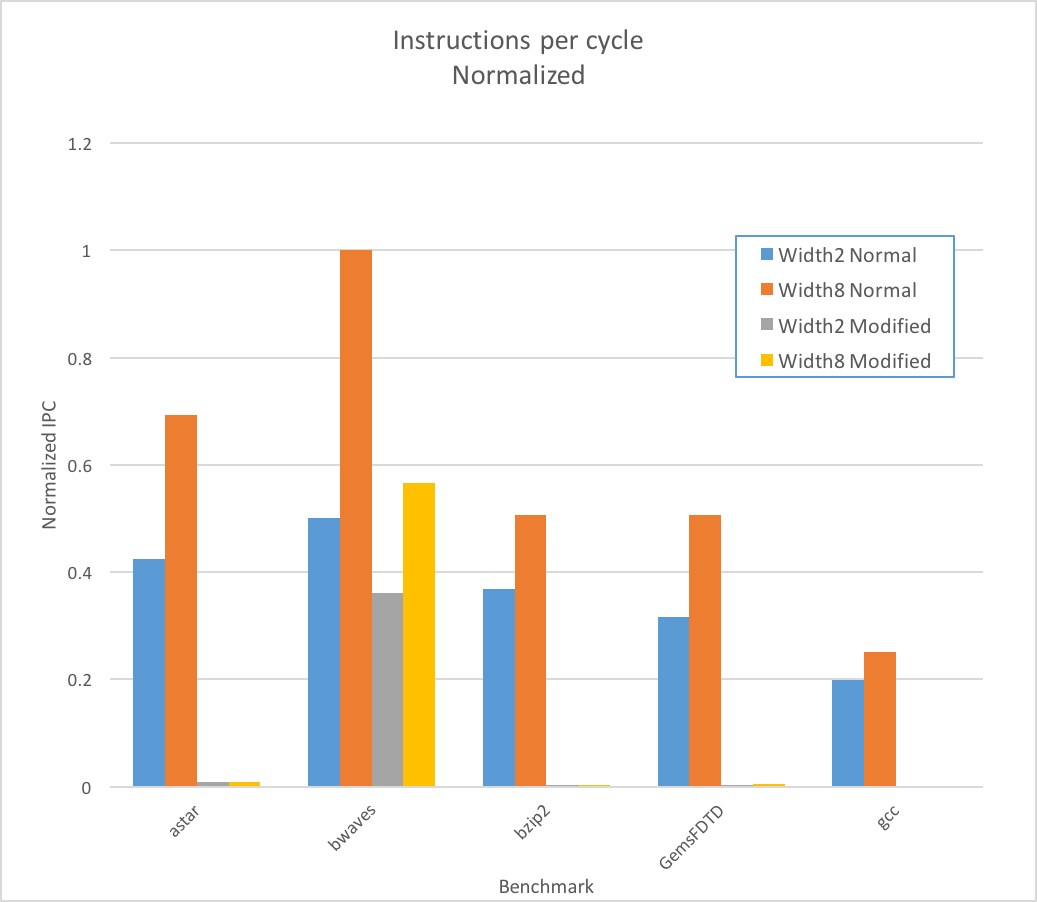 Instructions per cycle
Normalized
1.2
1
0.8
0.6
0.4
0.2
0
Normalized IPC
Width2 Normal
Width8 Normal
Width2 Modified
Width8 Modified
astar
bwaves
bzip2
GemsFDTD
gcc
Benchmark